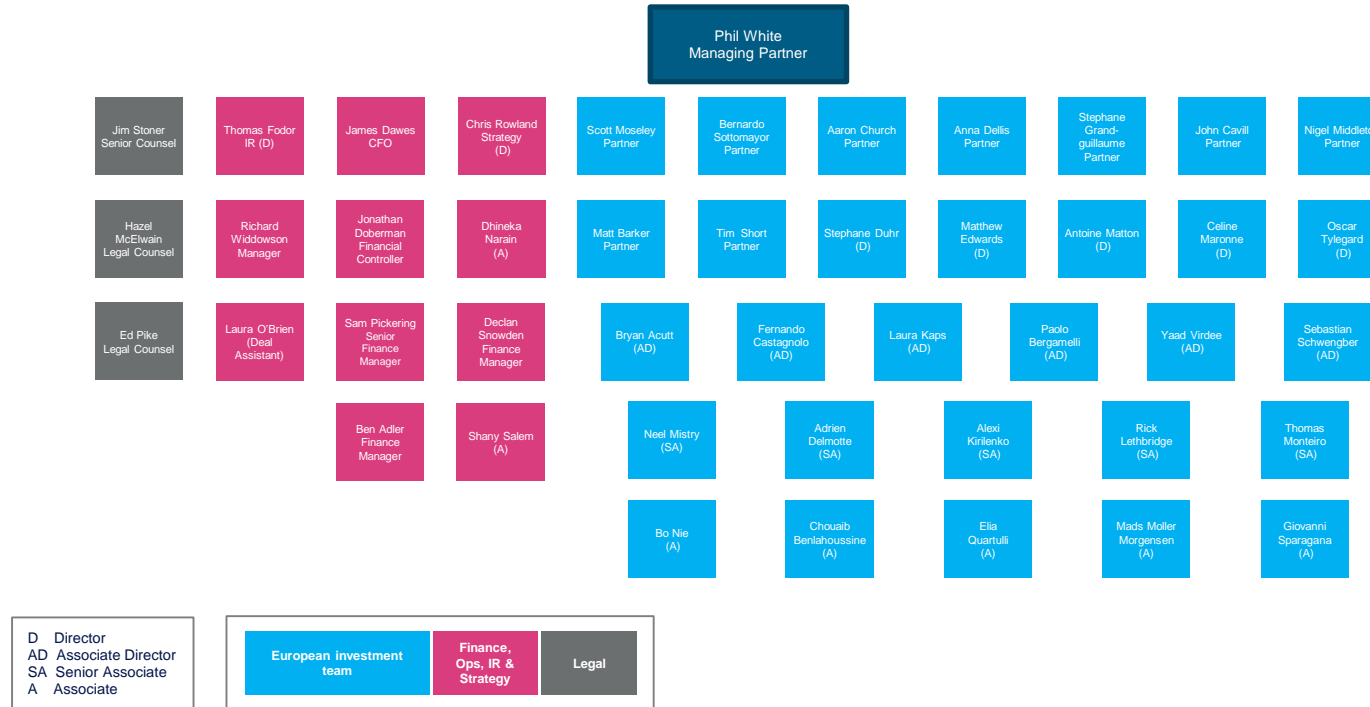 Phil White
Managing Partner
Jim Stoner
Senior Counsel
Thomas Fodor
IR (D)
James Dawes
CFO
Chris Rowland
Strategy
(D)
Scott Moseley
Partner
Bernardo
Sottomayor
Partner
Aaron Church
Partner
Anna Dellis
Partner
Stephane
Grand-
guillaume
Partner
John Cavill
Partner
Nigel Middleto
Partner
Hazel
McElwain
Legal Counsel
Richard
Widdowson
Manager
Jonathan
Doberman
Financial
Controller
Dhineka
Narain
(A)
Matt Barker
Partner
Tim Short
Partner
Stephane Duhr
(D)
Matthew
Edwards
(D)
Antoine Matton
(D)
Celine
Maronne
(D)
Oscar
Tylegard
(D)
Ed Pike
Legal Counsel
Laura O'Brien
(Deal
Assistant)
Sam Pickering
Senior
Finance
Manager
Declan
Snowden
Finance
Manager
Bryan Acutt
(AD)
Fernando
Castagnolo
(AD)
Laura Kaps
(AD)
Paolo
Bergamelli
(AD)
Yaad Virdee
(AD)
Sebastian
Schwengber
(AD)
Ben Adler
Finance
Manager
Shany Salem
(A)
Neel Mistry
(SA)
Adrien
Delmotte
(SA)
Alexi
Kirilenko
(SA)
Rick
Lethbridge
(SA)
Thomas
Monteiro
(SA)
Bo Nie
(A)
Chouaib
Benlahoussine
(A)
Elia
Quartulli
(A)
Mads Moller
Morgensen
(A)
Giovanni
Sparagana
(A)
D Director
AD Associate Director
SA Senior Associate
A Associate
European investment
team
Finance,
Ops, IR &
Strategy
Legal